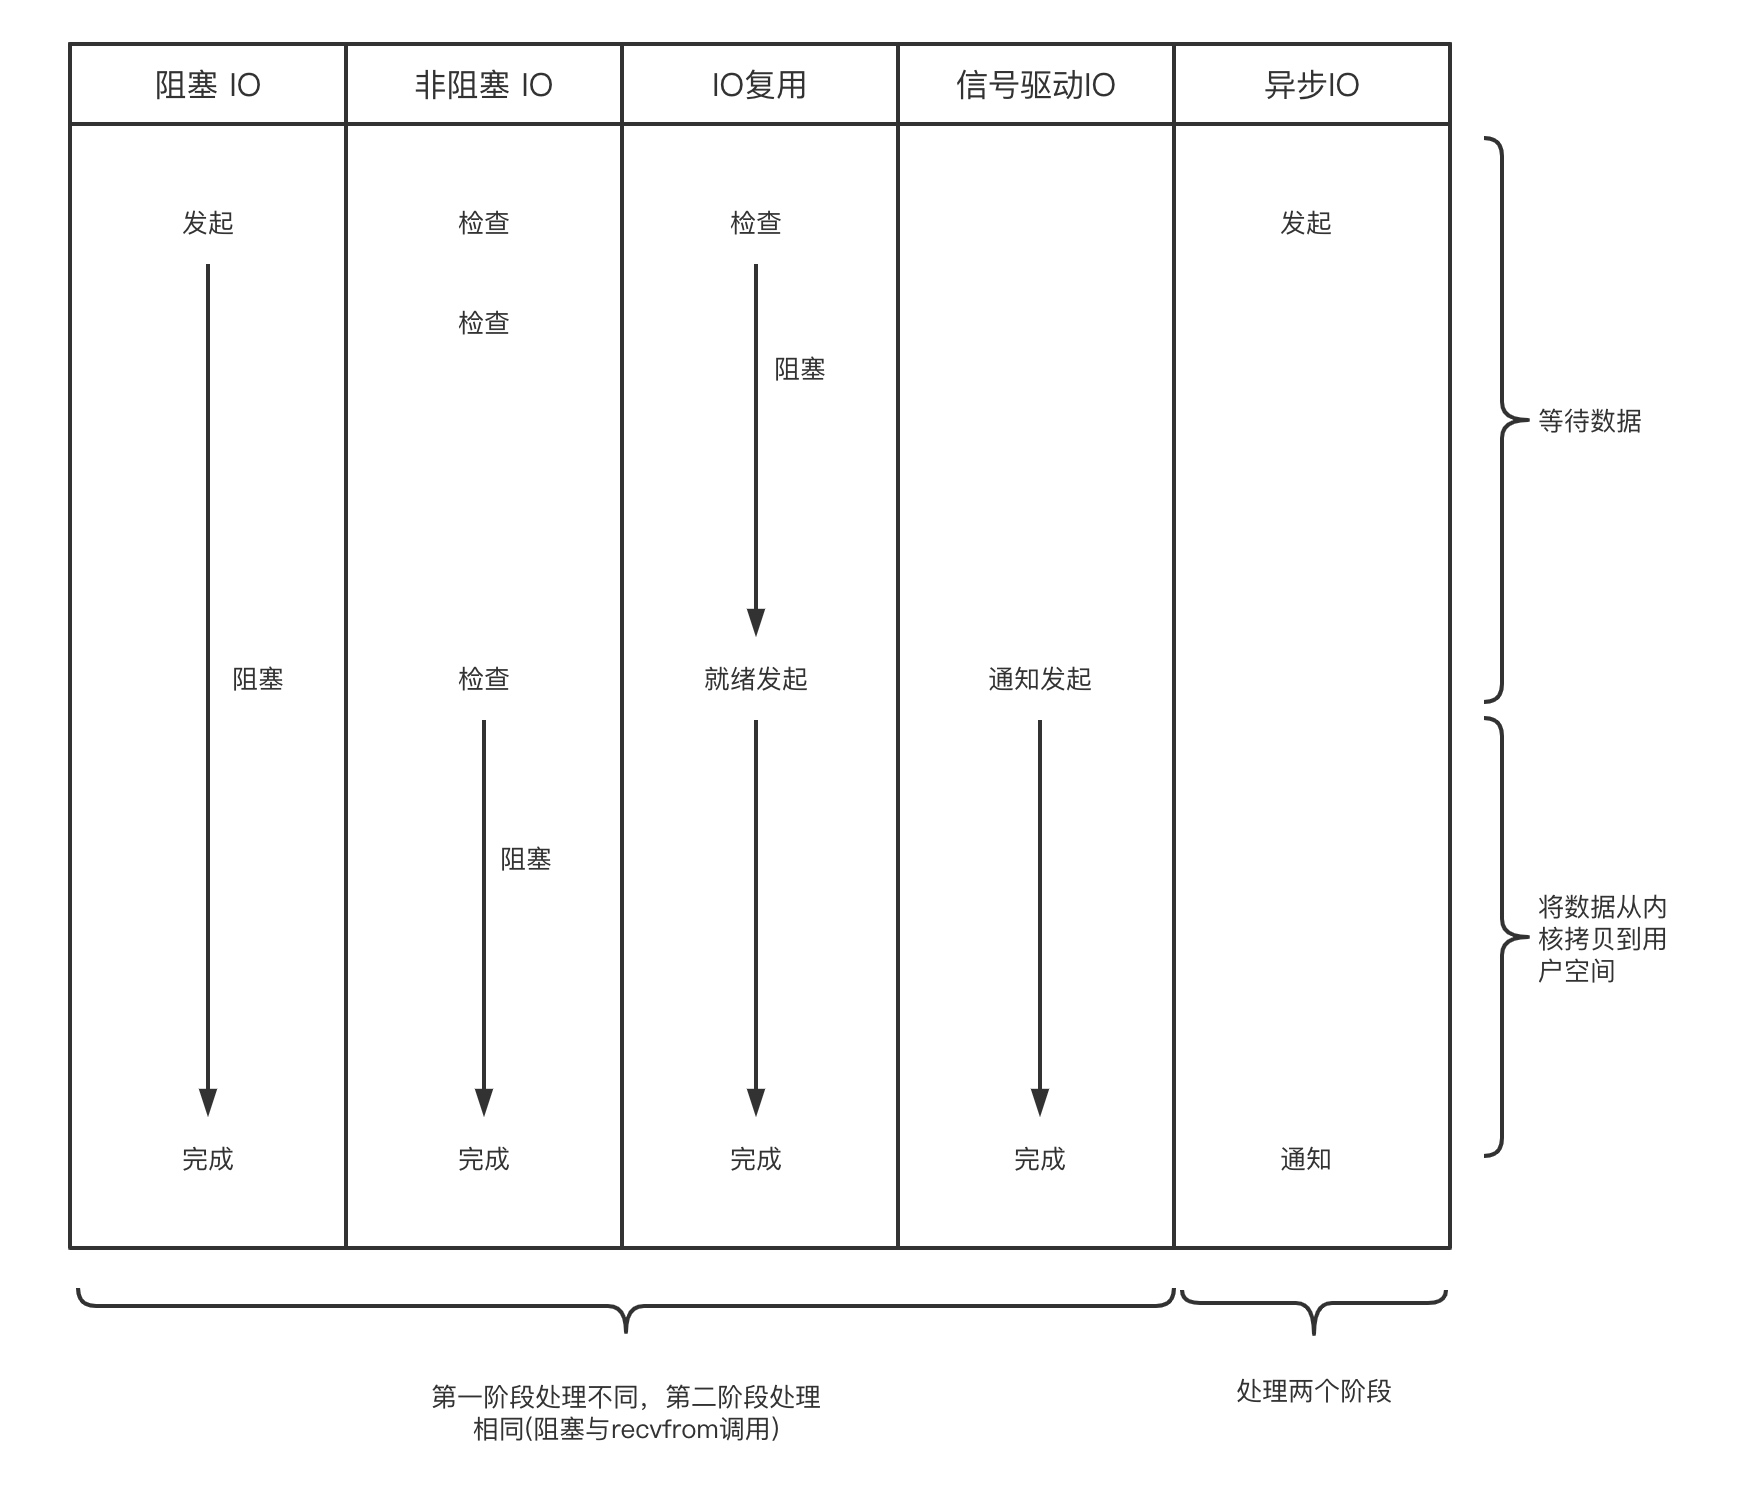 阻塞 IO
非阻塞 IO
IO复用
信号驱动IO
异步IO
发起
检查
检查
发起
检查
阻塞
等待数据
阻塞
检查
就绪发起
通知发起
阻塞
将数据从内
核拷贝到用
户空间
完成
完成
完成
完成
通知
第一阶段处理不同，第二阶段处理
相同(阻塞与recvfrom调用)
处理两个阶段